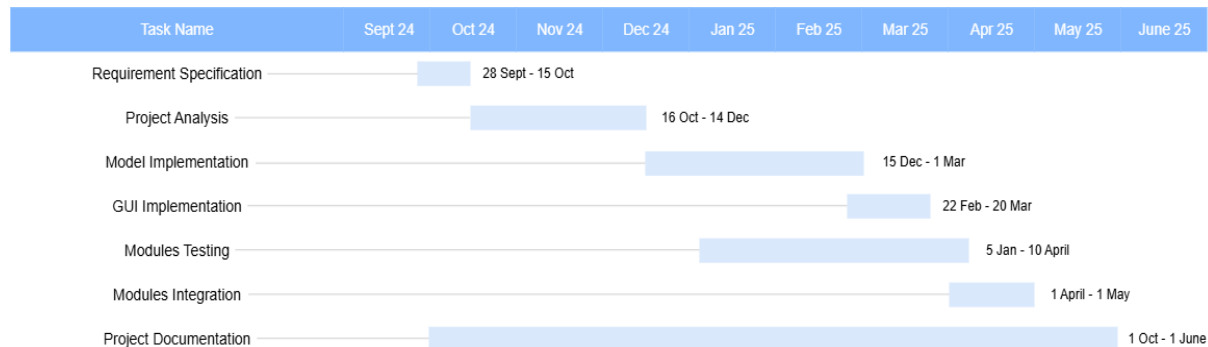 Task Name Sept 24 Oct 24 Nov 24 Dec 24 Jan 25 Feb 25 Mar 25 Apr 25 May 25 June 25
Requirement Specification 28 Sept - 15 Oct
Project Analysis 16 Oct - 14 Dec
Model Implementation 15 Dec - 1 Mar
GUI Implementation 22 Feb - 20 Mar
Modules Testing 5 Jan - 10 April
Modules Integration 1 April - 1 May
Project Documentation 1 Oct - 1 June